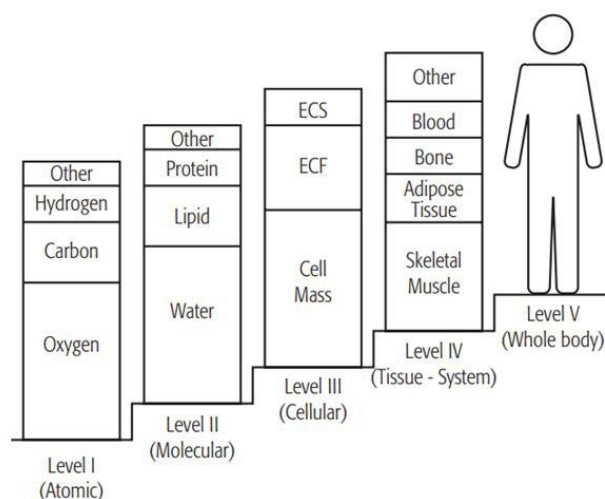 Other
Hydrogen
Carbon
Oxygen
Level I
(Atomic)
Other
Protein
Lipid
Water
Level II
(Molecular)
ECS
ECF
Cell
Mass
Level III
(Cellular)
Other
Blood
Bone
Adipose
Tissue
Skeletal
Muscle
Level IV
(Tissue - System)
Level V
(Whole body)